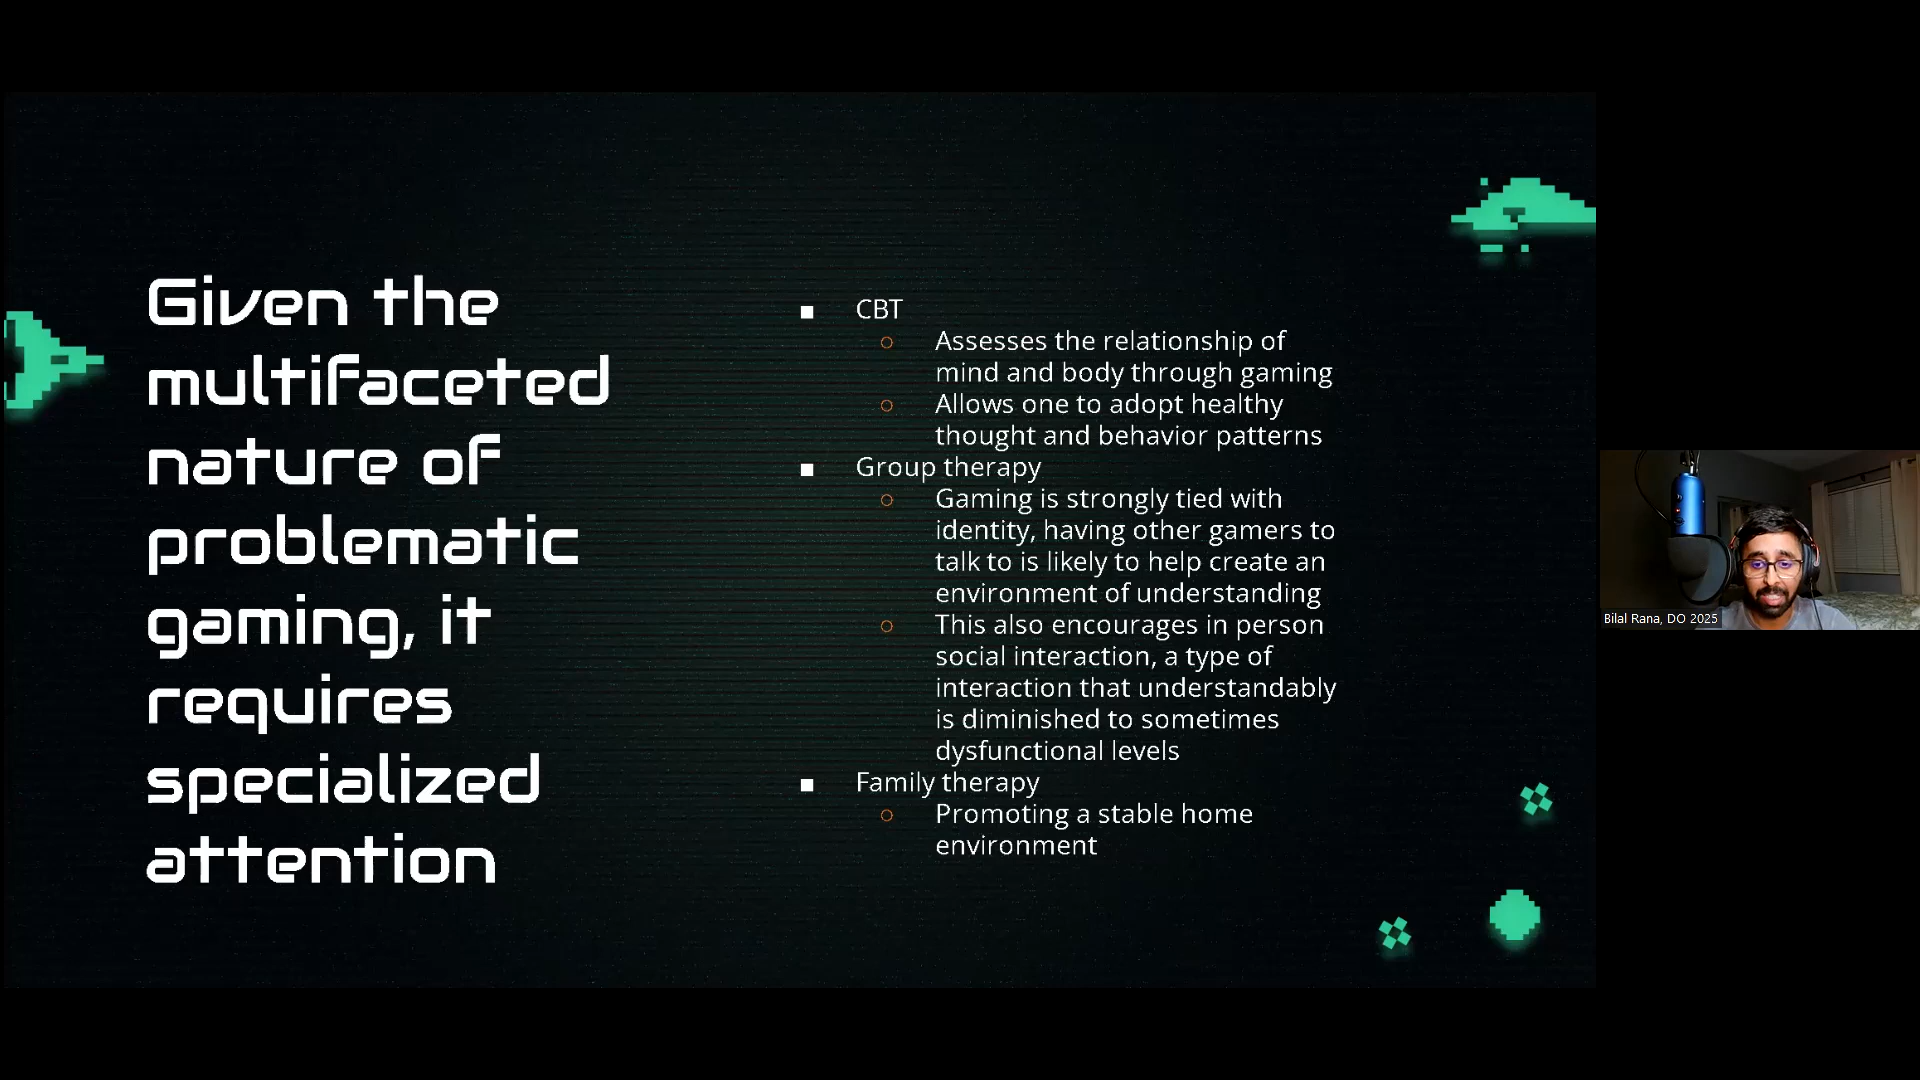 Given the
multifaceted
nature of
problematic
gaming, it
requires
specialized
attention
CBT
Assesses the relationship of
mind and body through gaming
Allows one to adopt healthy
thought and behavior patterns
Group therapy
Gaming is strongly tied with
identity, having other gamers to
talk to is likely to help create an
environment of understanding
This also encourages in person
social interaction, a type of
interaction that understandably
is diminished to sometimes
dysfunctional levels
Family therapy
Promoting a stable home
environment
Bilal Rana, DO 2025